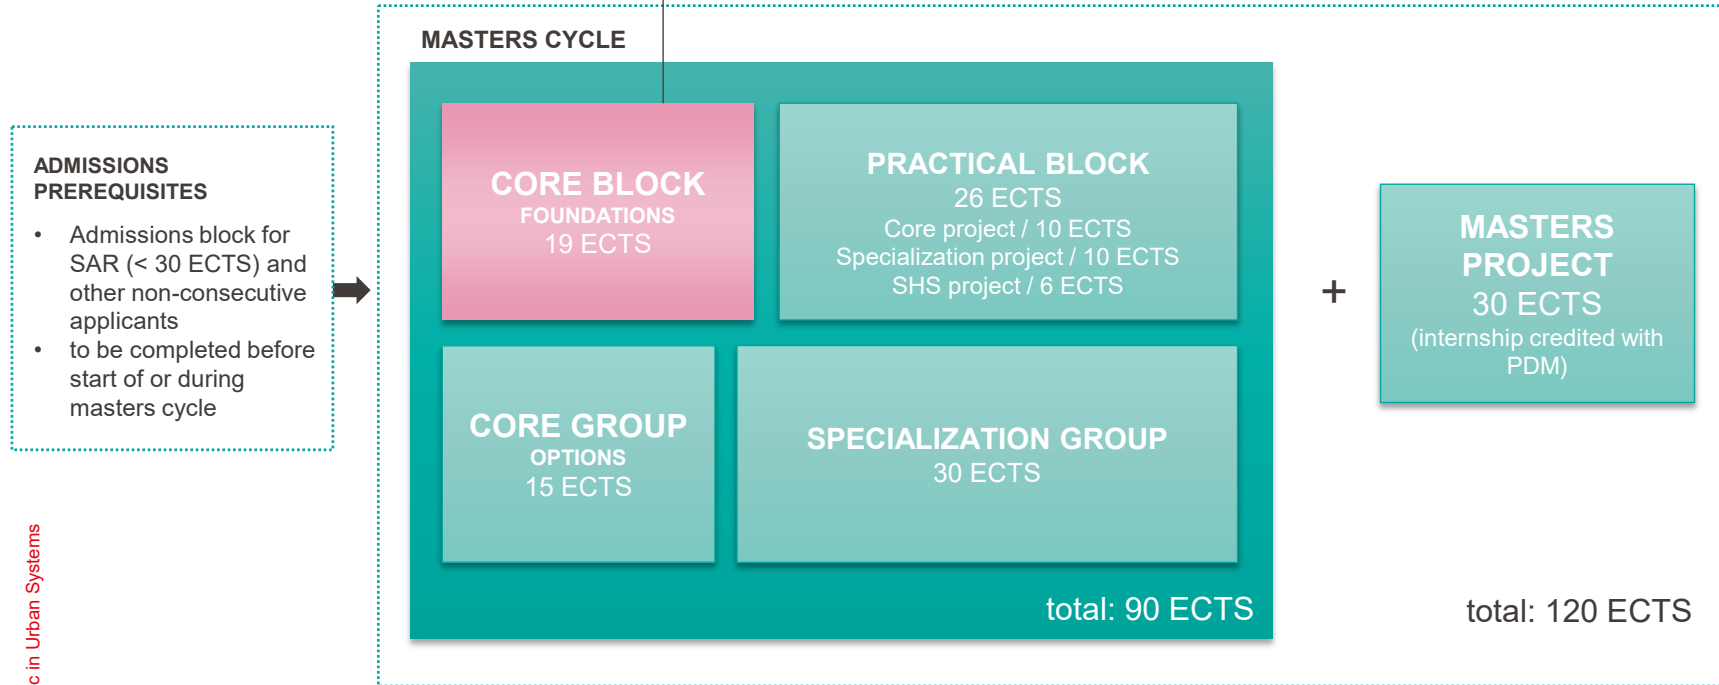 MASTERS CYCLE
ADMISSIONS
PREREQUISITES
• Admissions block for
SAR (< 30 ECTS) and
other non-consecutive
applicants
• to be completed before
start of or during
masters cycle
CORE BLOCK
FOUNDATIONS
19 ECTS
PRACTICAL BLOCK
26 ECTS
Core project / 10 ECTS
Specialization project / 10 ECTS
SHS project / 6 ECTS
CORE GROUP
OPTIONS
15 ECTS
SPECIALIZATION GROUP
30 ECTS
total: 90 ECTS
+
MASTERS
PROJECT
30 ECTS
(internship credited with
PDM)
total: 120 ECTS
c in Urban Systems